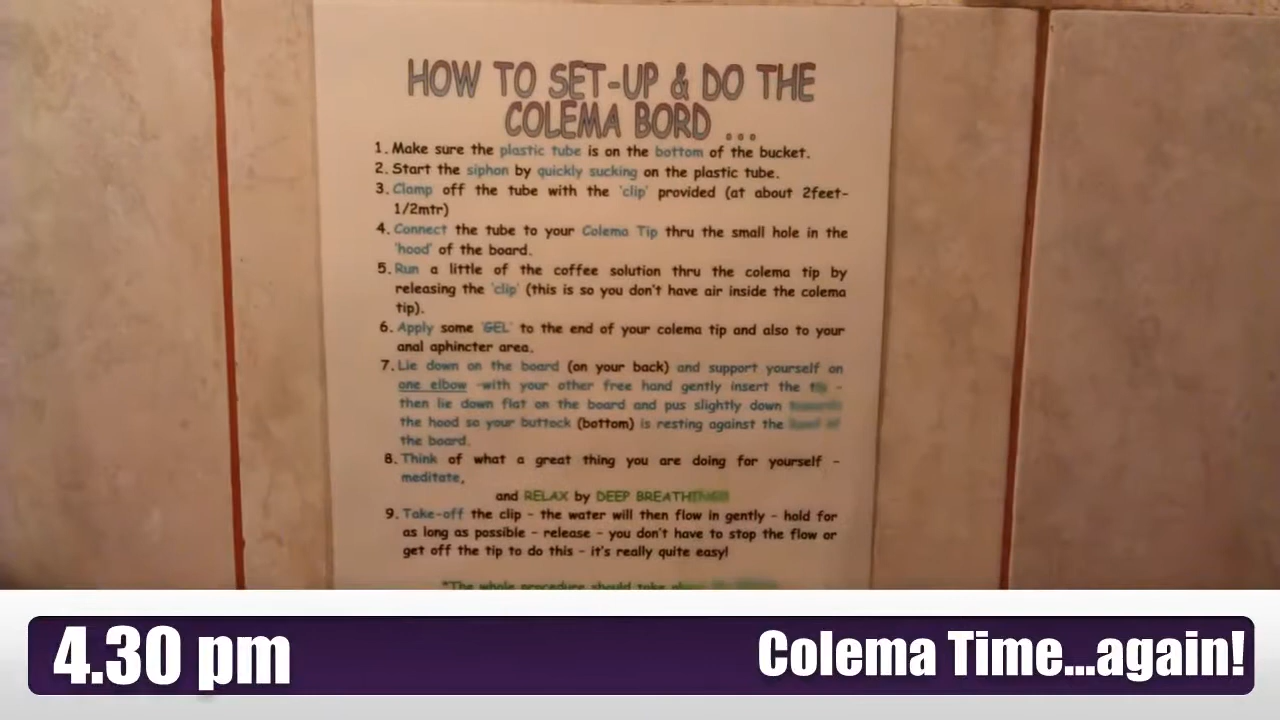 HOW TO SET-UP & DO THE
COLEMA BORD ...
1. Make sure the plastic tube is on the bottom of the bucket.
2. Start the siphon by quickly sucking on the plastic tube.
3. Clamp off the tube with the 'clip' provided (at about 2feet-
1/2mtr)
4. Connect the tube to your Colema Tip thru the small hole in the
'hood' of the board.
5. Run a little of the coffee solution thru the colema tip by
releasing the 'clip' (this is so you don't have air inside the colema
tip).
6. Apply some 'GEL' to the end of your colema tip and also to your
anal aphincter area.
7. Lie down on the board (on your back) and support yourself on
one elbow -with your other free hand gently insert the -
then lie down flat on the board and pus slightly down
the hood so your buttock (bottom) is resting against the
the board.
8. Think of what a great thing you are doing for yourself -
meditate,
and RELAX by DEEP
9. Take-off the clip - the water will then flow in gently - hold for
as long as possible - release - you don't have to stop the flow or
get off the tip to do this - it's really quite easy!
"The whole procedure should take
4.30 pm
Colema Time...again!